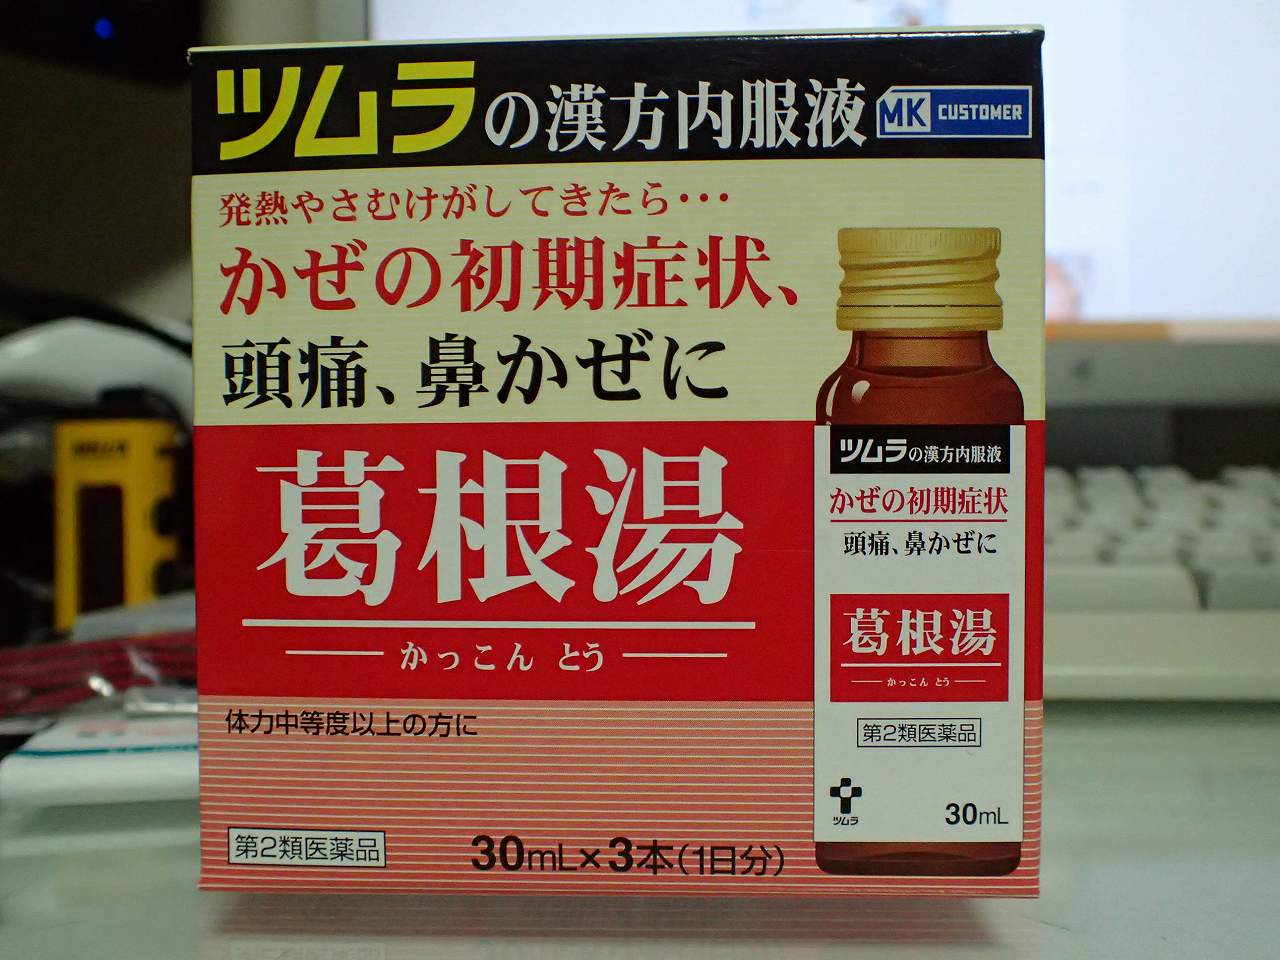 ツムラの漢方内服液
MK CUSTOMER
発熱やさむけがしてきたら・・・
かぜの初期症状、
頭痛、鼻かぜに
葛根湯
かっこん とう
体力中等度以上の方に
第2類医薬品
30mL×3本(1日分)
ツムラの漢方内服液
かぜの初期症状
頭痛、鼻かぜに
葛根湯
かっこん とう
第2類医薬品
ツムラ
30mL